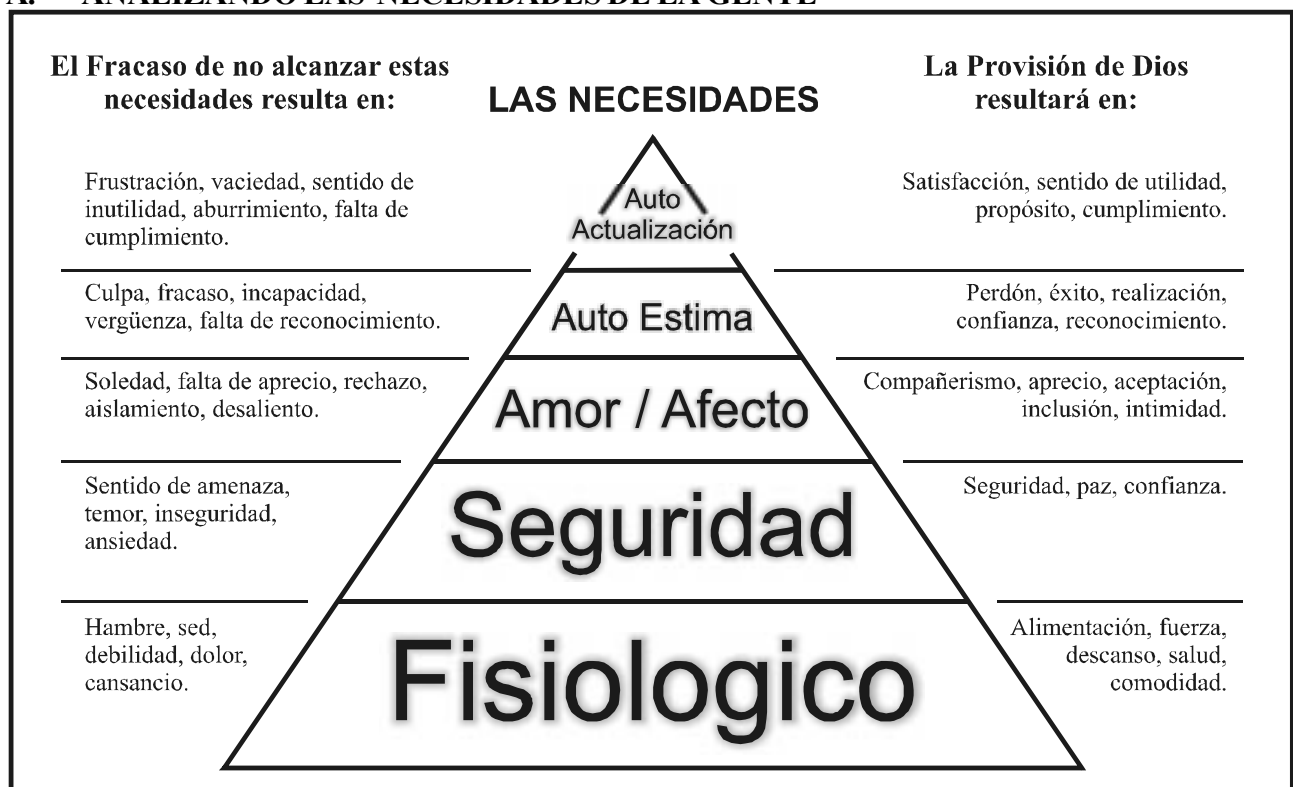 A. ANALIZANDO LAS NECESIDADES DE LA GENTE
El Fracaso de no alcanzar estas
necesidades resulta en:
LAS NECESIDADES
La Provisión de Dios
resultará en:
Frustración, vaciedad, sentido de
inutilidad, aburrimiento, falta de
cumplimiento.
Auto
Actualización
Satisfacción, sentido de utilidad,
propósito, cumplimiento.
Culpa, fracaso, incapacidad,
vergüenza, falta de reconocimiento.
Auto Estima
Perdón, éxito, realización,
confianza, reconocimiento.
Soledad, falta de aprecio, rechazo,
aislamiento, desaliento.
Amor / Afecto
Compañerismo, aprecio, aceptación,
inclusión, intimidad.
Sentido de amenaza,
temor, inseguridad,
ansiedad.
Seguridad
Seguridad, paz, confianza.
Hambre, sed,
debilidad, dolor,
cansancio.
Fisiologico
Alimentación, fuerza,
descanso, salud,
comodidad.